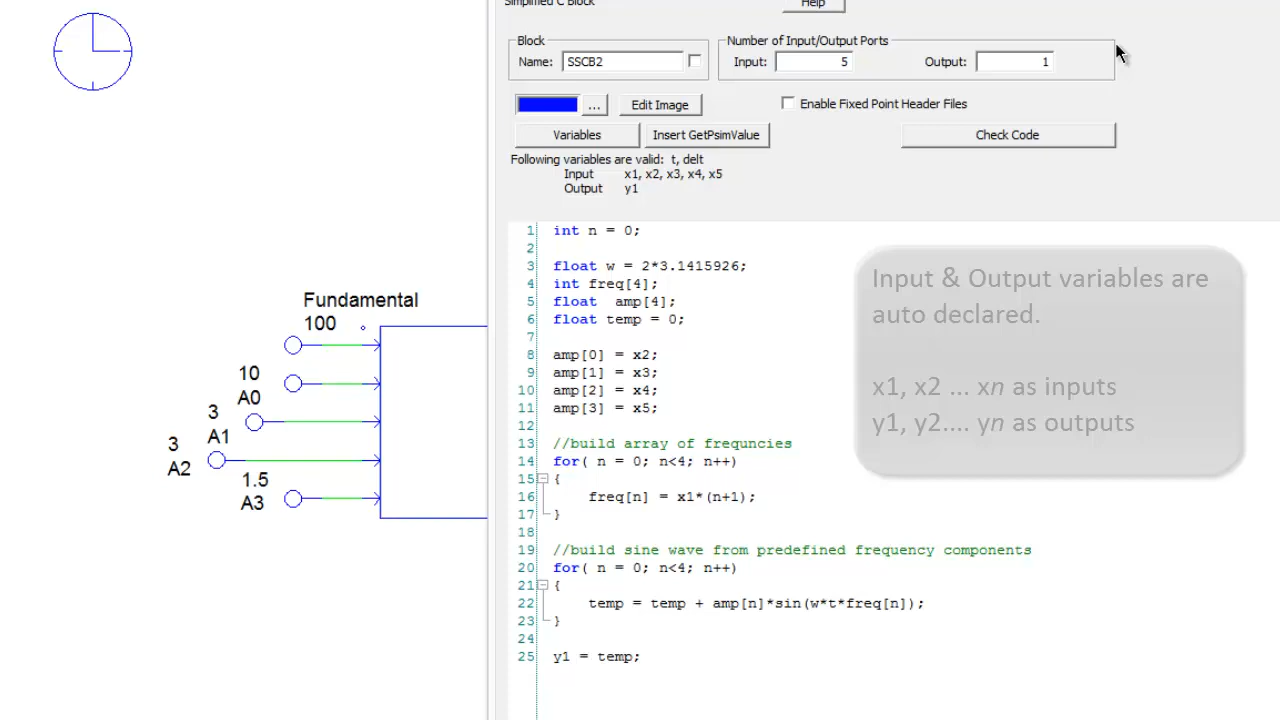 Simplified C Block
Help
Block
Number of Input/Output Ports
Name: SSCB2
Input: 5
Output: 1
... Edit Image
Enable Fixed Point Header Files
Variables
Insert GetPsimValue
Check Code
Following variables are valid: t, delt
Input x1, x2, x3, x4, x5
Output y1
1 int n = 0;
2
3 float w = 2*3.1415926;
4 int freq[4];
5 float  amp[4];
6 float temp = 0;
7
8 amp[0] = x2;
9 amp[1] = x3;
10 amp[2] = x4;
11 amp[3] = x5;
12
13 //build array of frequncies
14 for( n = 0; n<4; n++)
15 {
16     freq[n] = x1*(n+1);
17 }
18
19 //build sine wave from predefined frequency components
20 for( n = 0; n<4; n++)
21 {
22     temp = temp + amp[n]*sin(w*t*freq[n]);
23 }
24
25 y1 = temp;
Input & Output variables are
auto declared.
x1, x2 ... xn as inputs
y1, y2.... yn as outputs
Fundamental
100
10
A0
3
A1
3
A2
1.5
A3